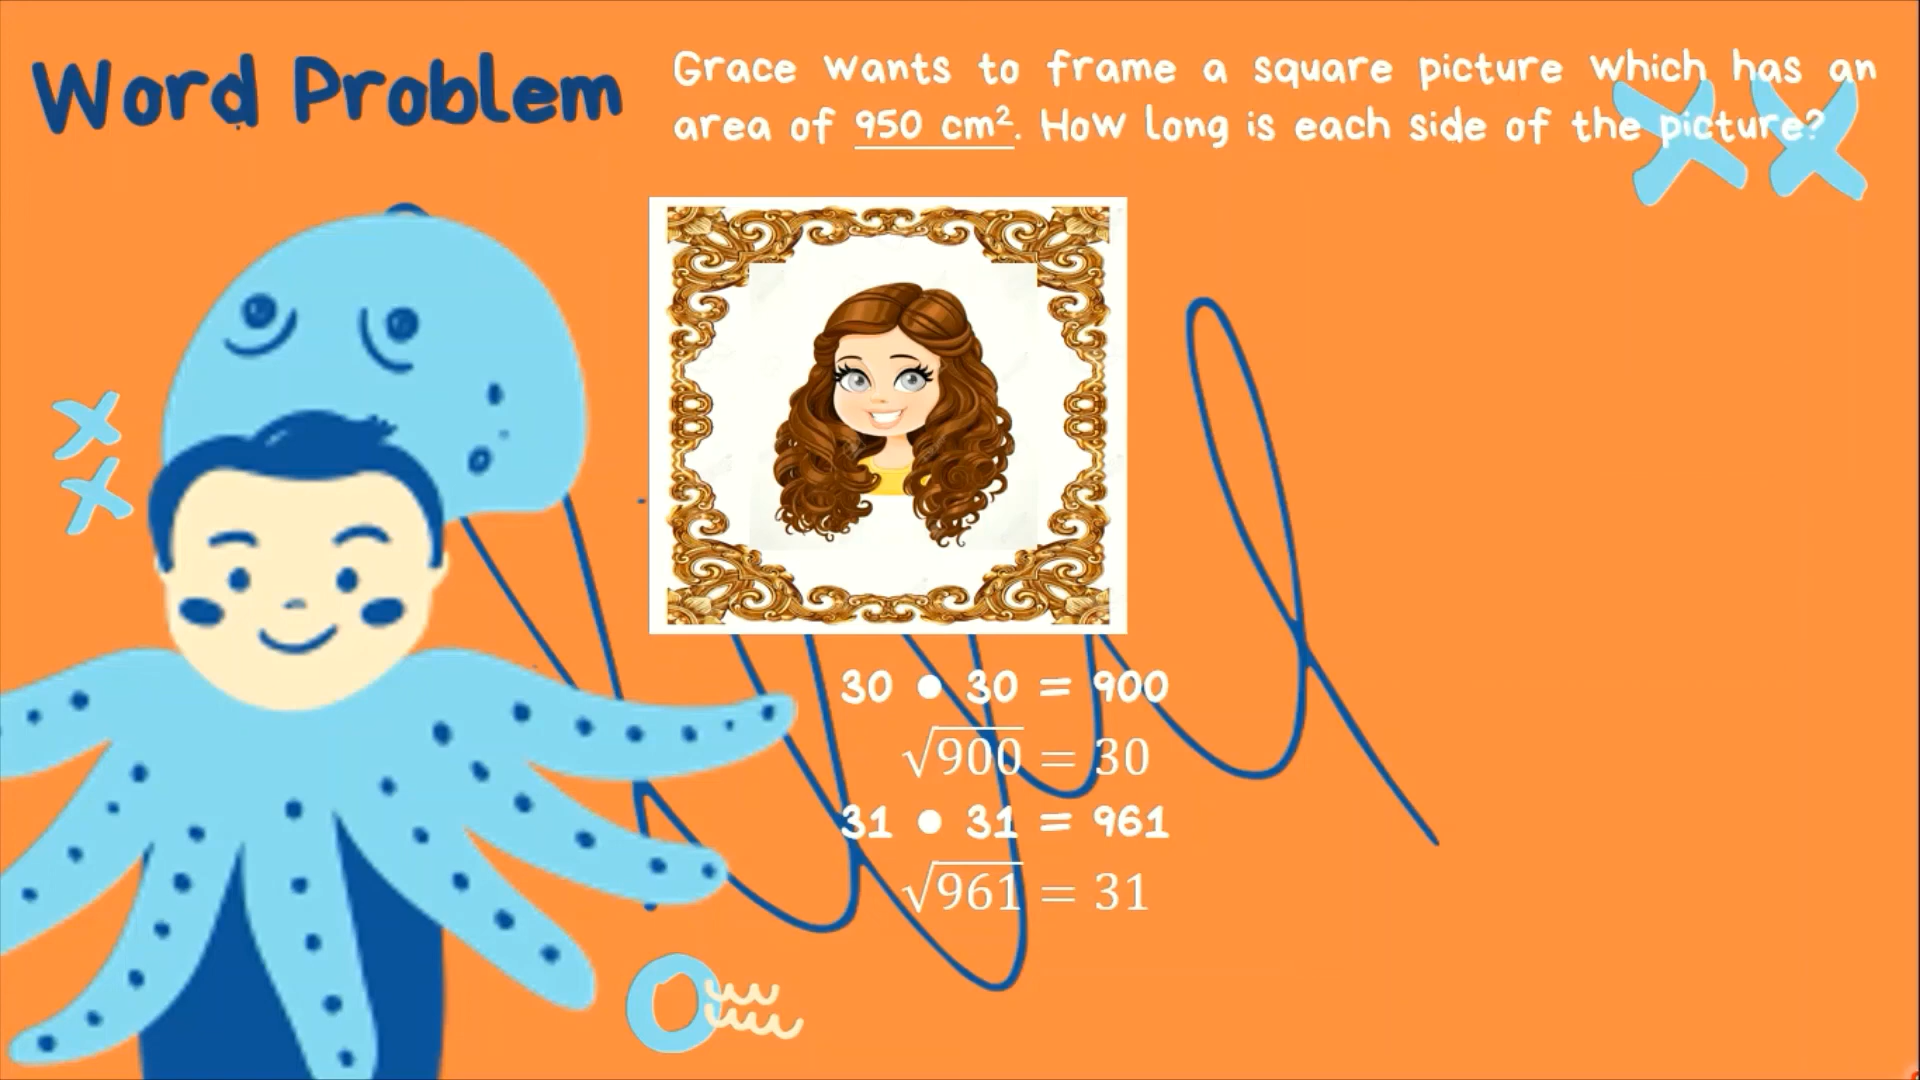 Word Problem
Grace wants to frame a square picture which has an
area of 950 cm². How long is each side of the picture?
30 • 30 = 900
√900 = 30
31 • 31 = 961
√961 = 31